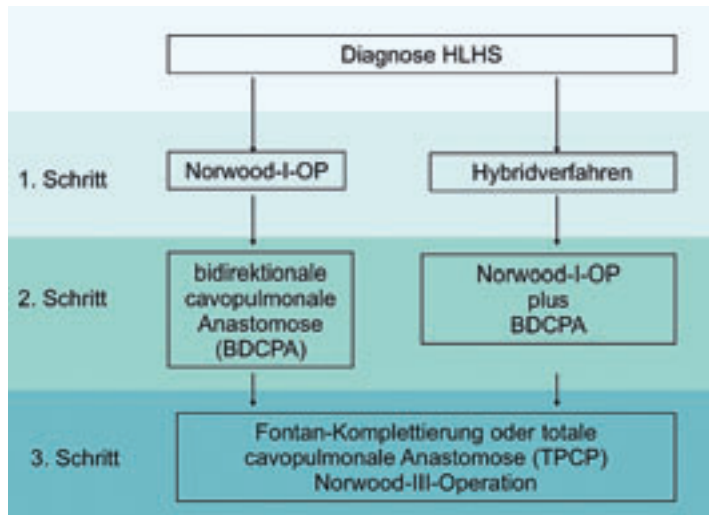 Diagnose HLHS
1. Schritt
Norwood-I-OP
Hybridverfahren
2. Schritt
bidirektionale
cavopulmonale
Anastomose
(BDCPA)
Norwood-I-OP
plus
BDCPA
3. Schritt
Fontan-Komplettierung oder totale
cavopulmonale Anastomose (TPCP)
Norwood-III-Operation